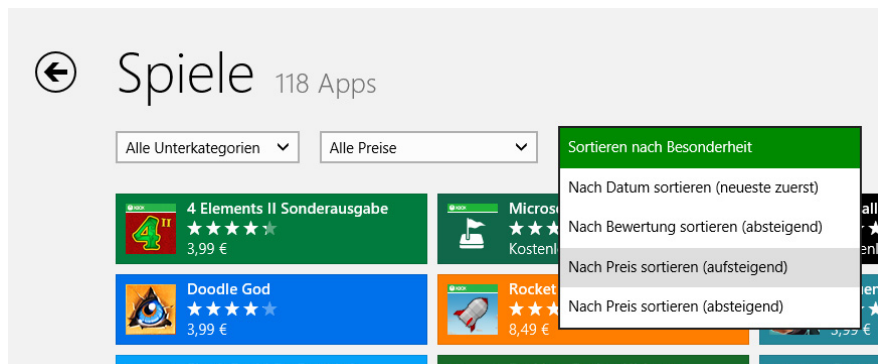 Spiele 118 Apps
Alle Unterkategorien
Alle Preise
Sortieren nach Besonderheit
Nach Datum sortieren (neueste zuerst)
Nach Bewertung sortieren (absteigend)
Nach Preis sortieren (aufsteigend)
Nach Preis sortieren (absteigend)
4 Elements II Sonderausgabe
3,99 €
Doodle God
3,99 €
Rocket
8,49 €
3,99 €